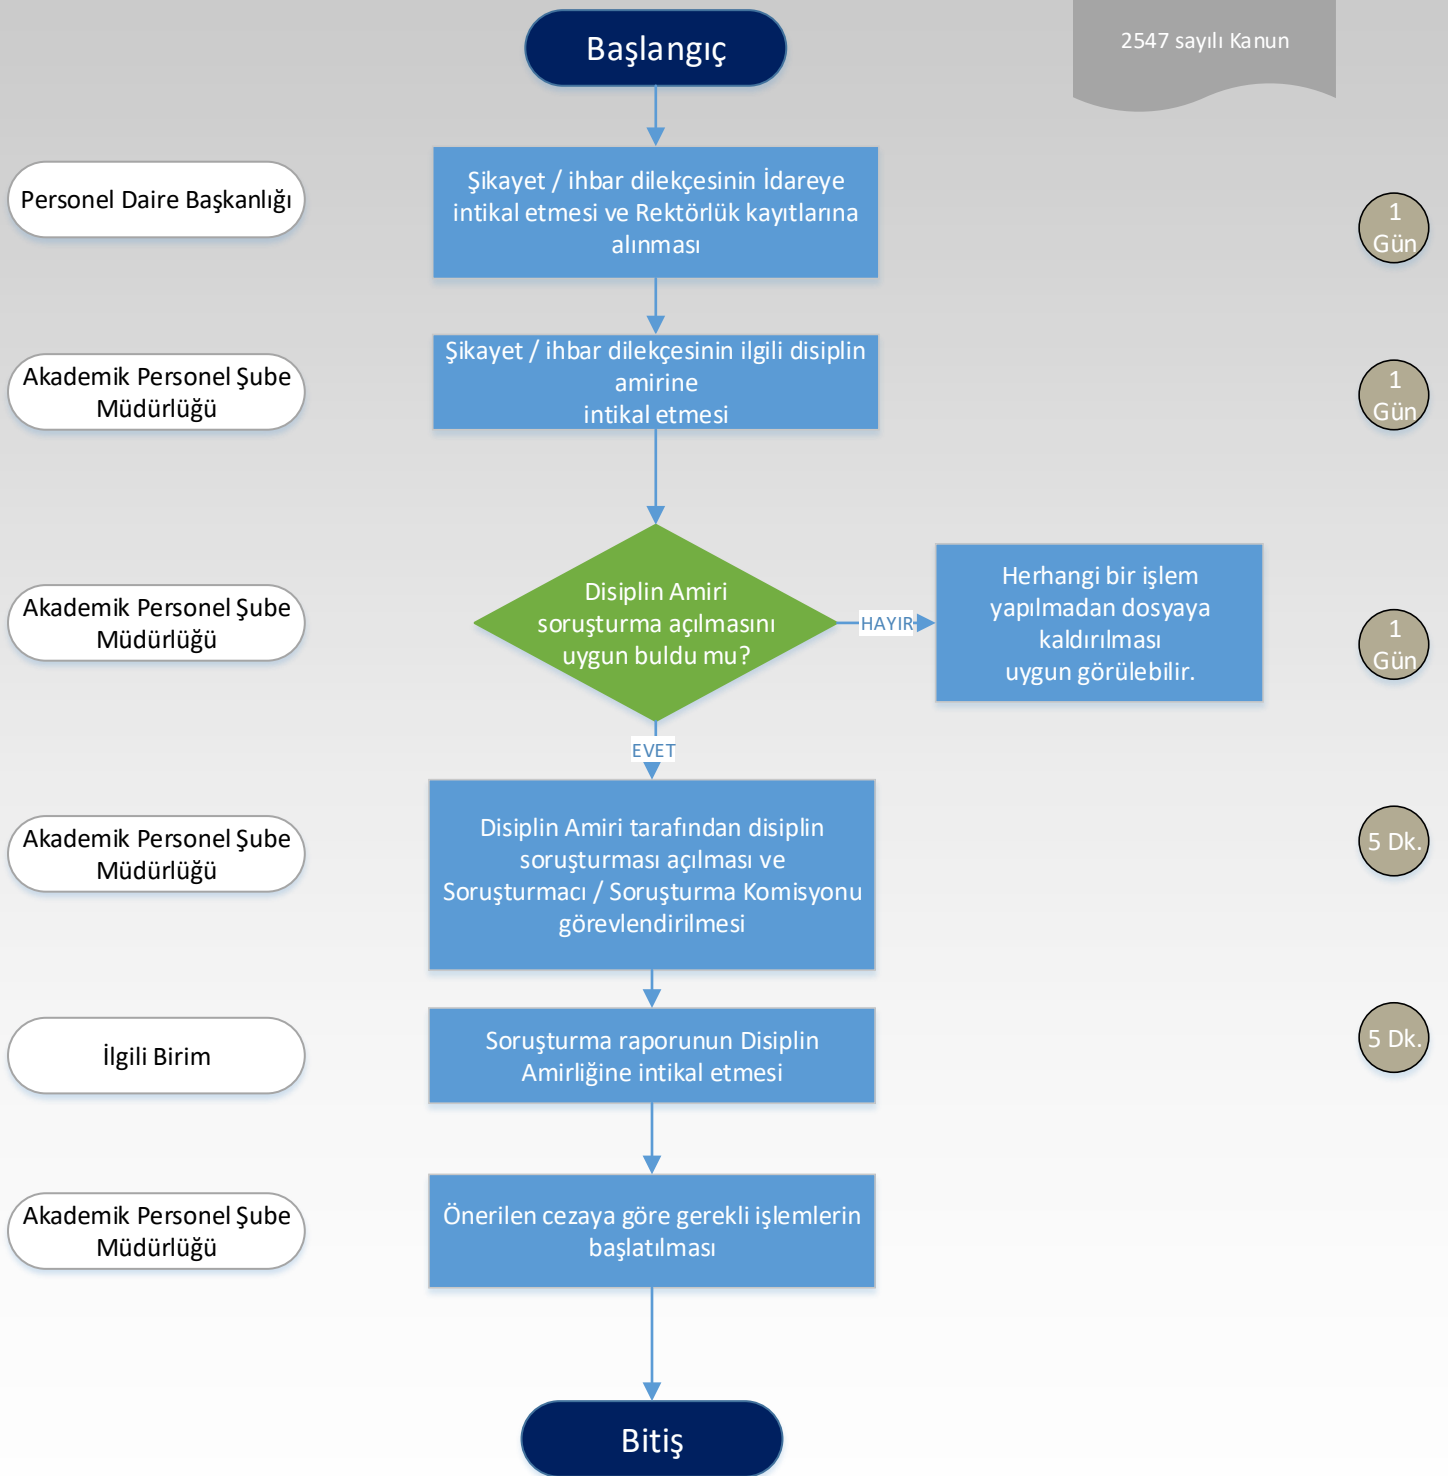 Başlangıç
2547 sayılı Kanun
Personel Daire Başkanlığı
Şikayet / ihbar dilekçesinin İdareye
intikal etmesi ve Rektörlük kayıtlarına
alınması
1
Gün
Akademik Personel Şube
Müdürlüğü
Şikayet / ihbar dilekçesinin ilgili disiplin
amirine
intikal etmesi
1
Gün
Akademik Personel Şube
Müdürlüğü
Disiplin Amiri
soruşturma açılmasını
uygun buldu mu?
HAYIR
Herhangi bir işlem
yapılmadan dosyaya
kaldırılması
uygun görülebilir.
1
Gün
EVET
Akademik Personel Şube
Müdürlüğü
Disiplin Amiri tarafından disiplin
soruşturması açılması ve
Soruşturmacı / Soruşturma Komisyonu
görevlendirilmesi
5 Dk.
İlgili Birim
Soruşturma raporunun Disiplin
Amirliğine intikal etmesi
5 Dk.
Akademik Personel Şube
Müdürlüğü
Önerilen cezaya göre gerekli işlemlerin
başlatılması
Bitiş